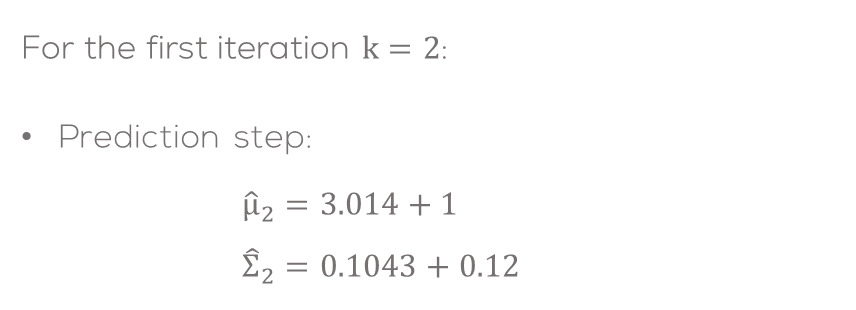 For the first iteration k = 2:
• Prediction step:
μ̂₂ = 3.014 + 1
Σ̂₂ = 0.1043 + 0.12